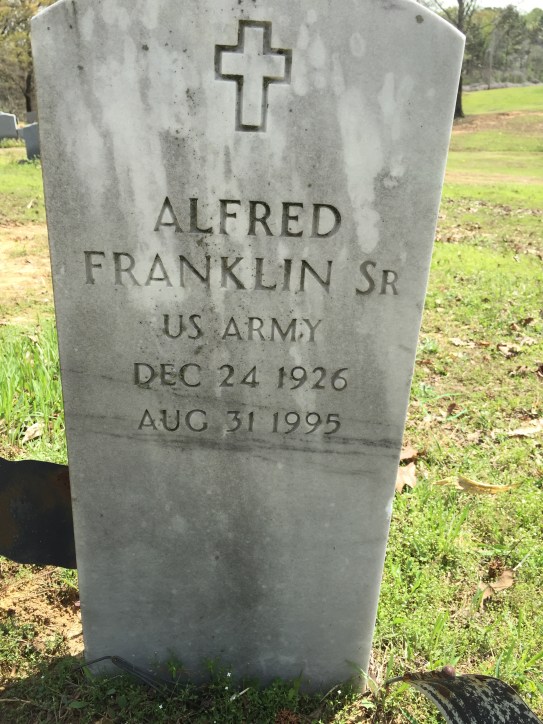 ALFRED
FRANKLIN SR
US ARMY
DEC 24 1926
AUG 31 1995